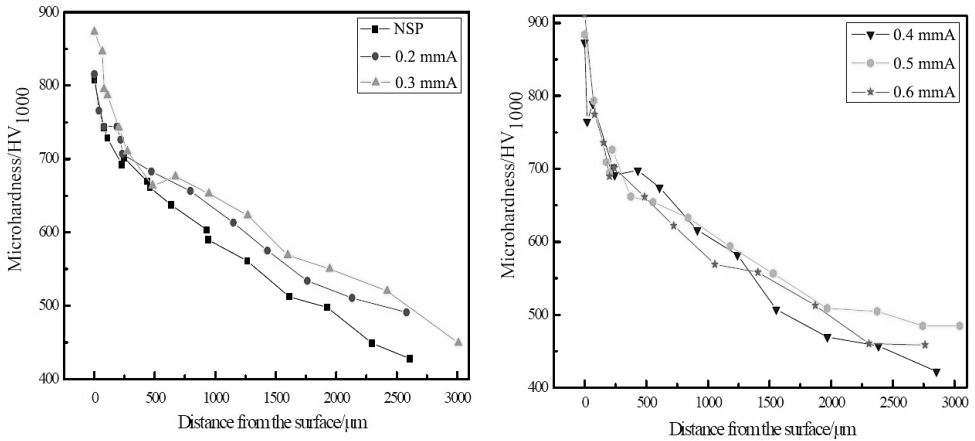 Microhardness/HV1000
900
800
700
600
500
400
NSP
0.2 mmA
0.3 mmA
0 500 1000 1500 2000 2500 3000
Distance from the surface/μm
Microhardness/HV1000
900
800
700
600
500
400
0.4 mmA
0.5 mmA
0.6 mmA
0 500 1000 1500 2000 2500 3000
Distance from the surface/μm